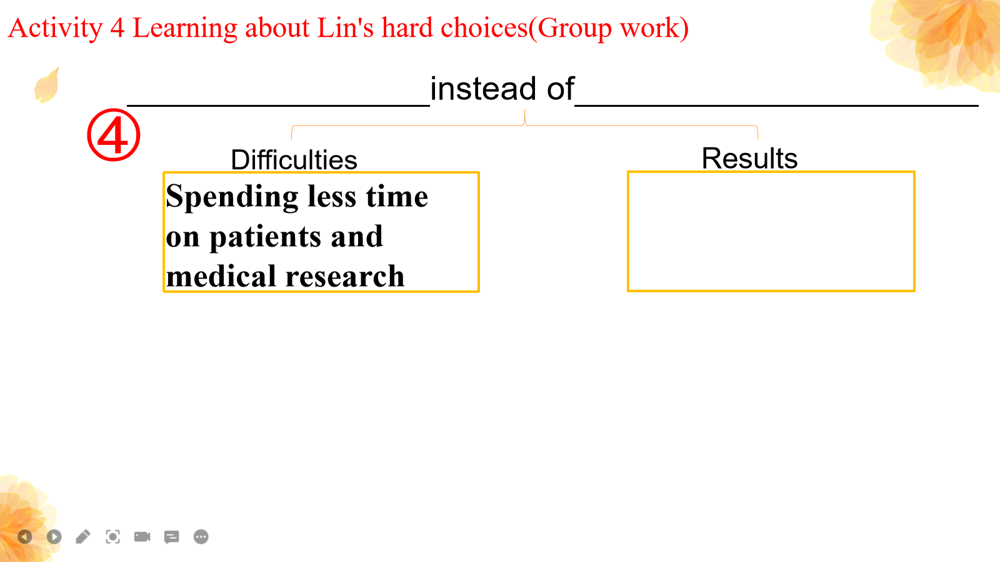 Activity 4 Learning about Lin's hard choices(Group work)
instead of
④
Difficulties
Results
Spending less time
on patients and
medical research